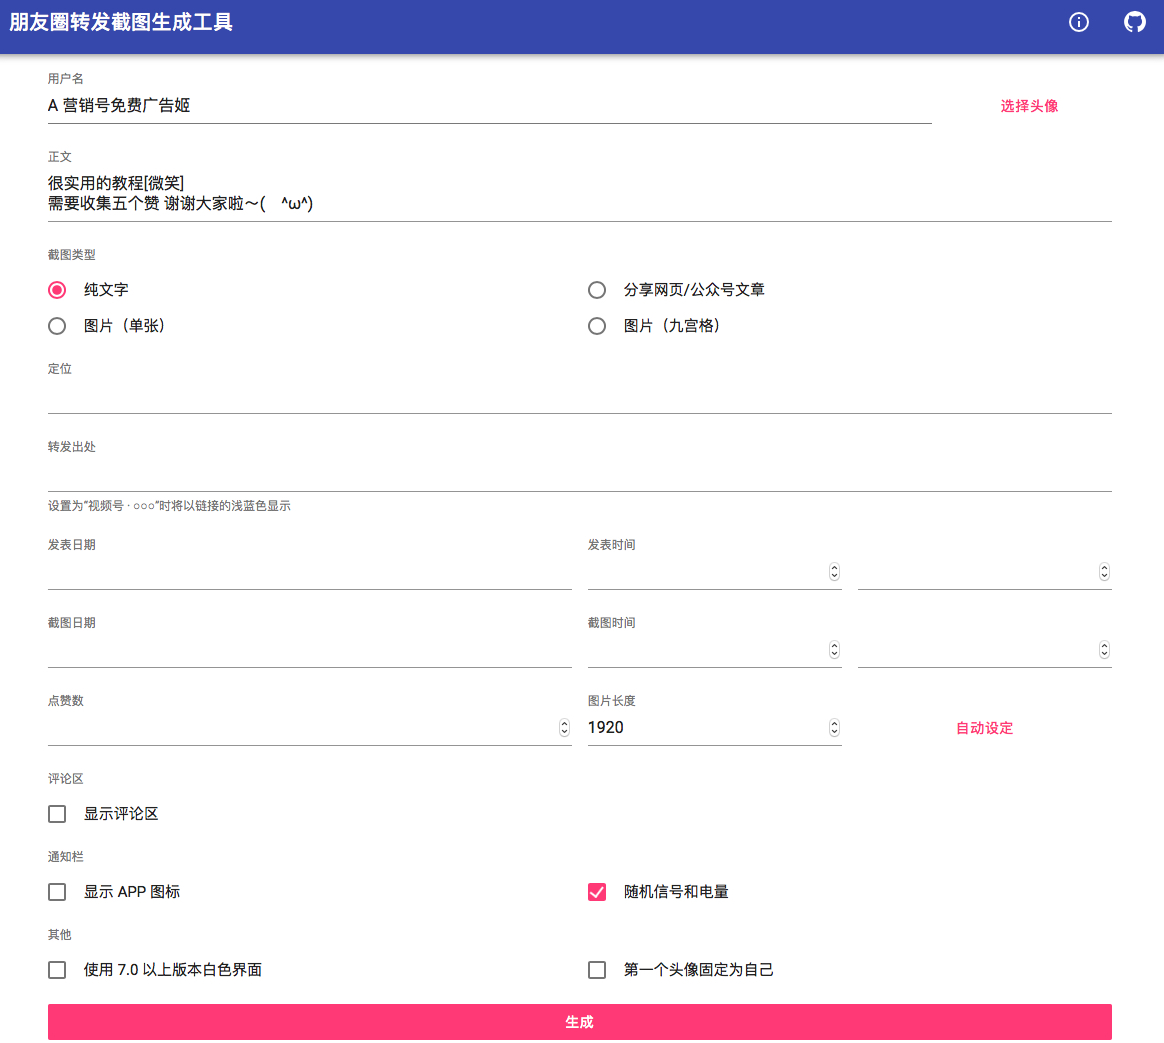 朋友圈转发截图生成工具
用户名
A 营销号免费广告姬
选择头像
正文
很实用的教程[微笑]
需要收集五个赞 谢谢大家啦～(　^ω^)
截图类型
纯文字
分享网页/公众号文章
图片（单张）
图片（九宫格）
定位
转发出处
设置为“视频号 · ○○○”时将以链接的浅蓝色显示
发表日期
发表时间
截图日期
截图时间
点赞数
图片长度
1920
自动设定
评论区
显示评论区
通知栏
显示 APP 图标
随机信号和电量
其他
使用 7.0 以上版本白色界面
第一个头像固定为自己
生成